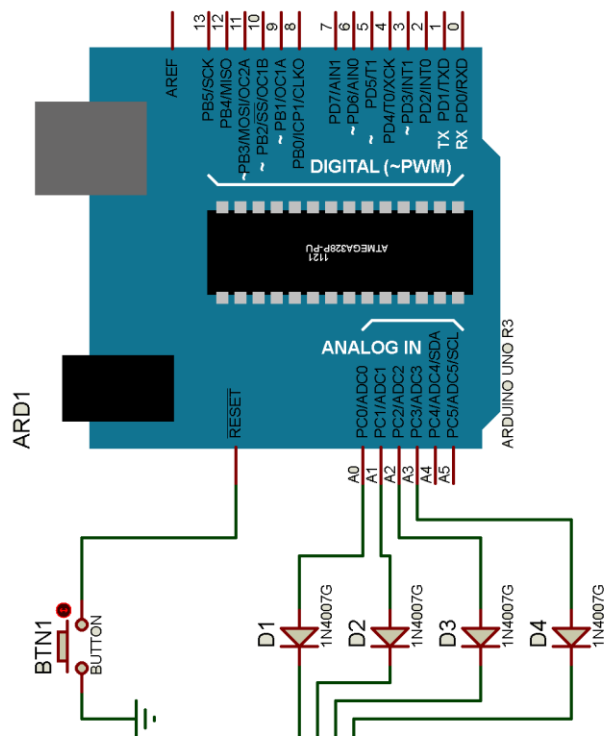 13
12
11
10
9
8
7
6
5
4
3
2
1
0
AREF
PB5/SCK
PB4/MISO
~PB3/MOSI/OC2A
~ PB2/SS/OC1B
~ PB1/OC1A
PB0/ICP1/CLKO
PD7/AIN1
~ PD6/AIN0
~ PD5/T1
PD4/T0/XCK
~ PD3/INT1
PD2/INT0
TX PD1/TXD
RX PD0/RXD
DIGITAL (~PWM)
1121
ATMEGA328P-PU
ANALOG IN
ARD1
RESET
PC0/ADC0
PC1/ADC1
PC2/ADC2
PC3/ADC3
PC4/ADC4/SDA
PC5/ADC5/SCL
ARDUINO UNO R3
A0
A1
A2
A3
A4
A5
BTN1
BUTTON
D1
1N4007G
D2
1N4007G
D3
1N4007G
D4
1N4007G